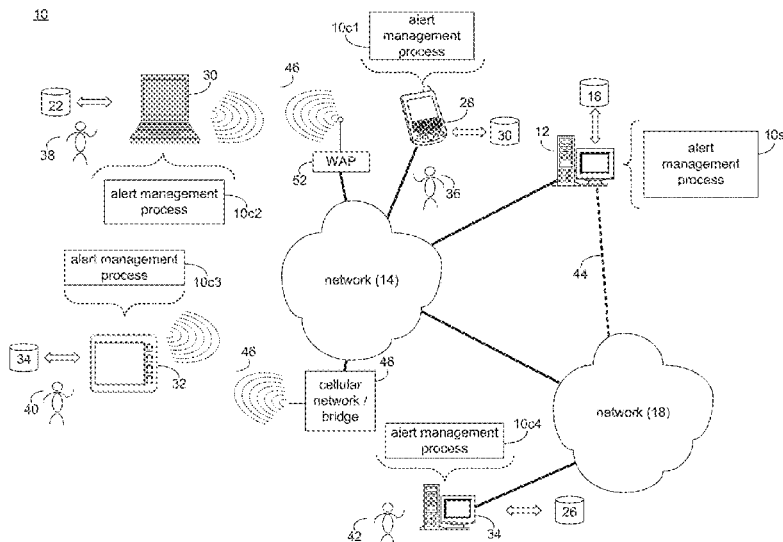 10
10c1
alert
management
process
30
46
22
28
18
38
WAP
30
12
alert
management
process
10s
52
36
alert management
process
10c2
alert management
process
10c3
network (14)
44
34
32
46
46
40
cellular
network /
bridge
network (18)
alert management
process
10c4
42
34
26